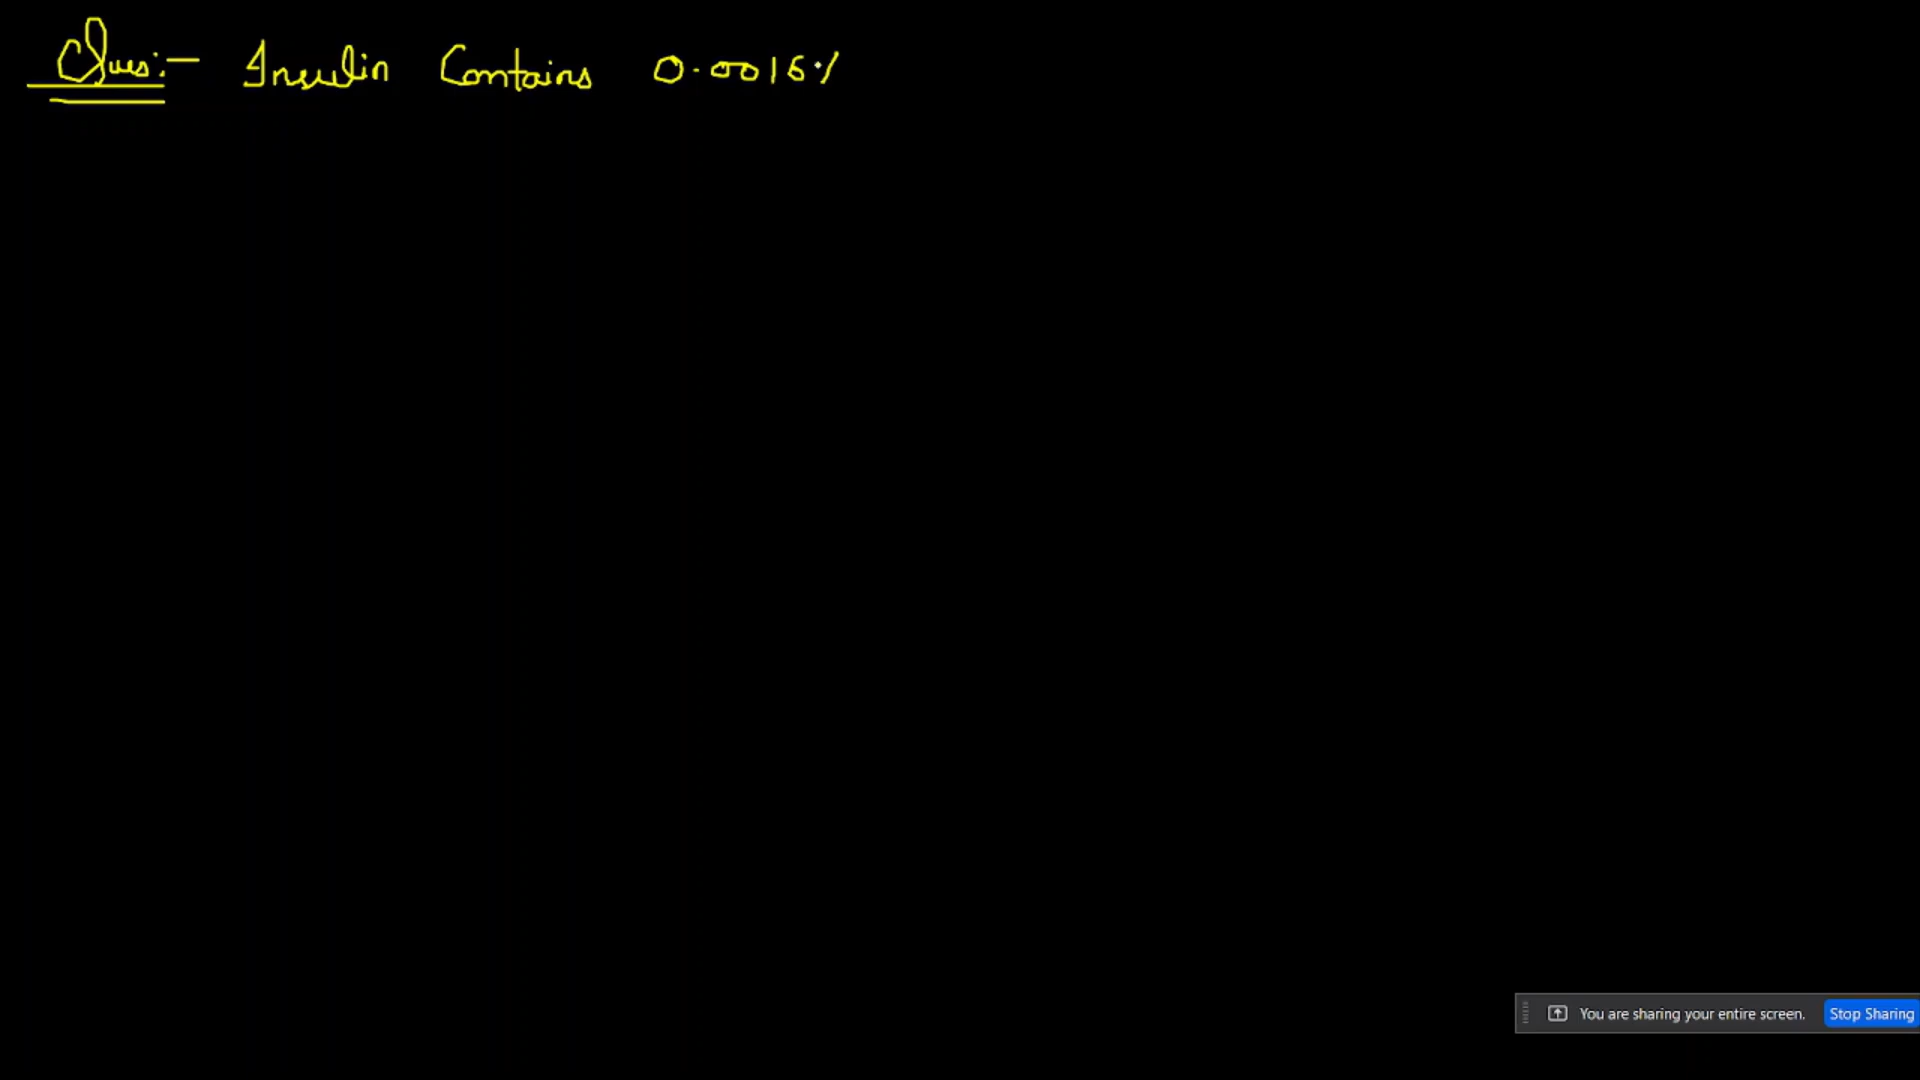 Ques:- Insulin Contains 0.0016%
You are sharing your entire screen. Stop Sharing